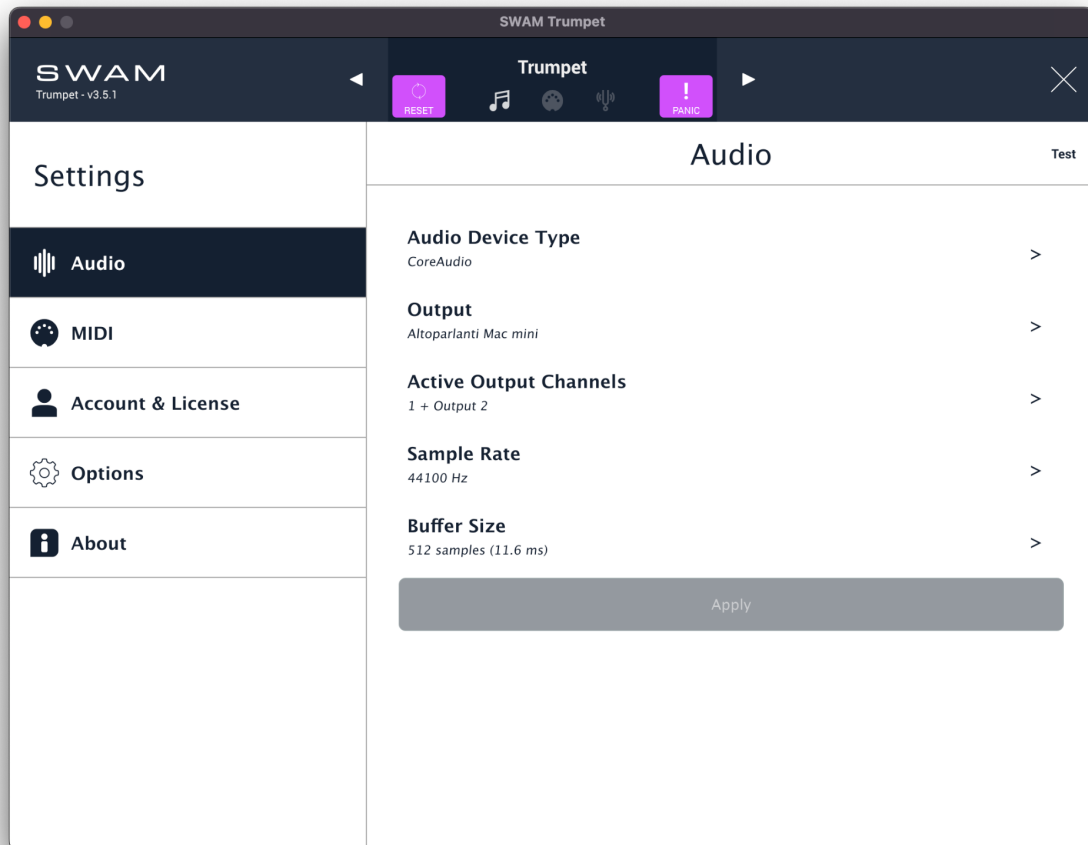 SWAM Trumpet
SWAM
Trumpet - v3.5.1
Trumpet
RESET
!
PANIC
Settings
Audio
MIDI
Account & License
Options
About
Audio
Test
Audio Device Type
CoreAudio
>
Output
Altoparlanti Mac mini
>
Active Output Channels
1 + Output 2
>
Sample Rate
44100 Hz
>
Buffer Size
512 samples (11.6 ms)
>
Apply